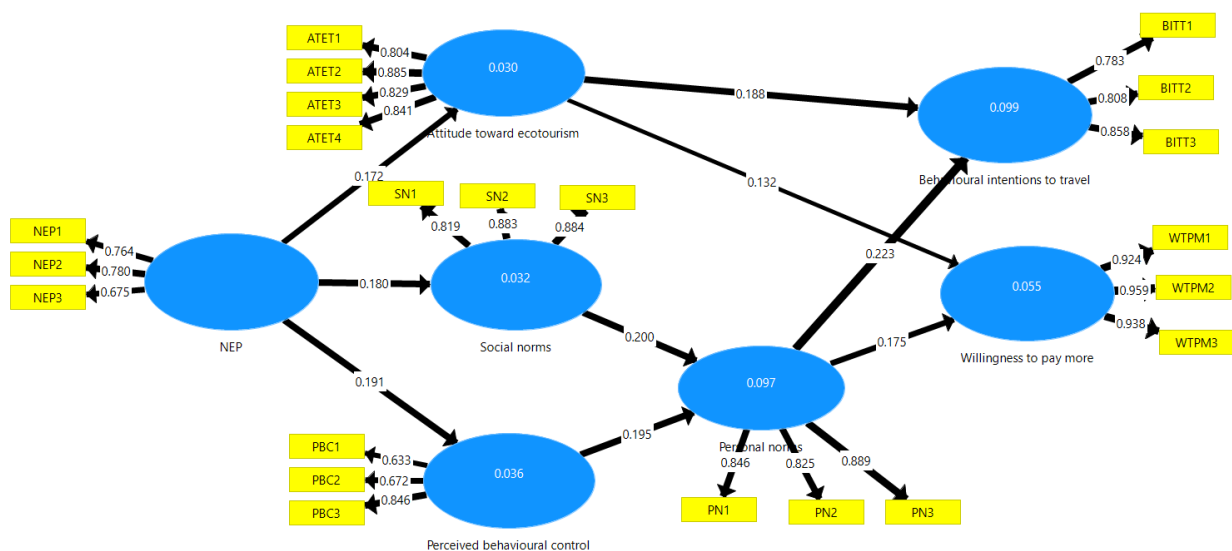 ATET1
ATET2
ATET3
ATET4
0.804
0.885
0.829
0.841
0.030
Attitude toward ecotourism
0.188
0.132
0.099
Behavioural intentions to travel
0.783
0.808
0.858
BITT1
BITT2
BITT3
0.172
SN1
SN2
SN3
0.819
0.883
0.884
NEP1
NEP2
NEP3
0.764
0.780
0.675
NEP
0.180
0.032
Social norms
0.200
0.223
0.055
Willingness to pay more
0.924
0.959
0.938
WTPM1
WTPM2
WTPM3
0.191
0.175
0.097
Personal norms
0.195
PBC1
PBC2
PBC3
0.633
0.672
0.846
0.036
Perceived behavioural control
0.846
0.825
0.889
PN1
PN2
PN3